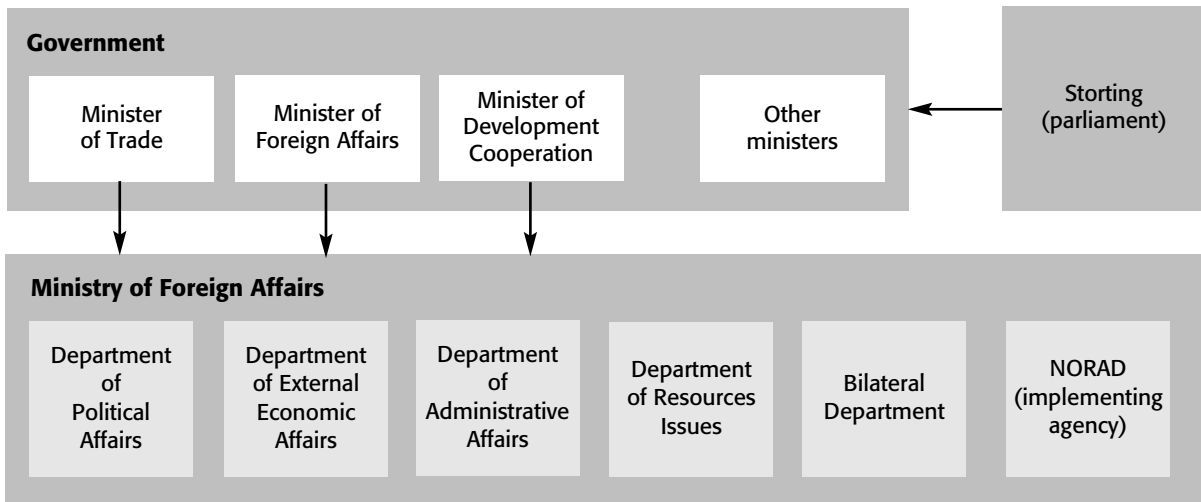 Government
Minister
of Trade
Minister of
Foreign Affairs
Minister of
Development
Cooperation
Other
ministers
Storting
(parliament)
Ministry of Foreign Affairs
Department
of
Political
Affairs
Department
of External
Economic
Affairs
Department
of
Administrative
Affairs
Department
of Resources
Issues
Bilateral
Department
NORAD
(implementing
agency)